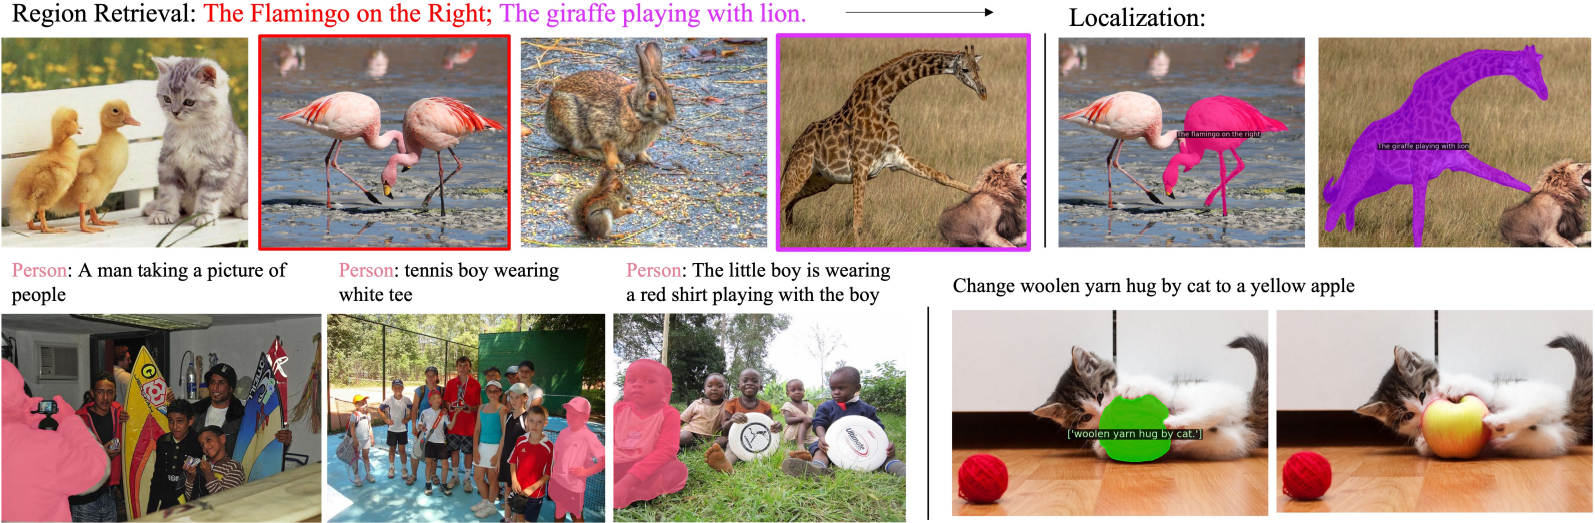 Region Retrieval: The Flamingo on the Right; The giraffe playing with lion.
Localization:
The flamingo on the right
The giraffe playing with lion
Person: A man taking a picture of
people
Person: tennis boy wearing
white tee
Person: The little boy is wearing
a red shirt playing with the boy
Change woolen yarn hug by cat to a yellow apple
Ultimate
['woolen yarn hug by cat.']